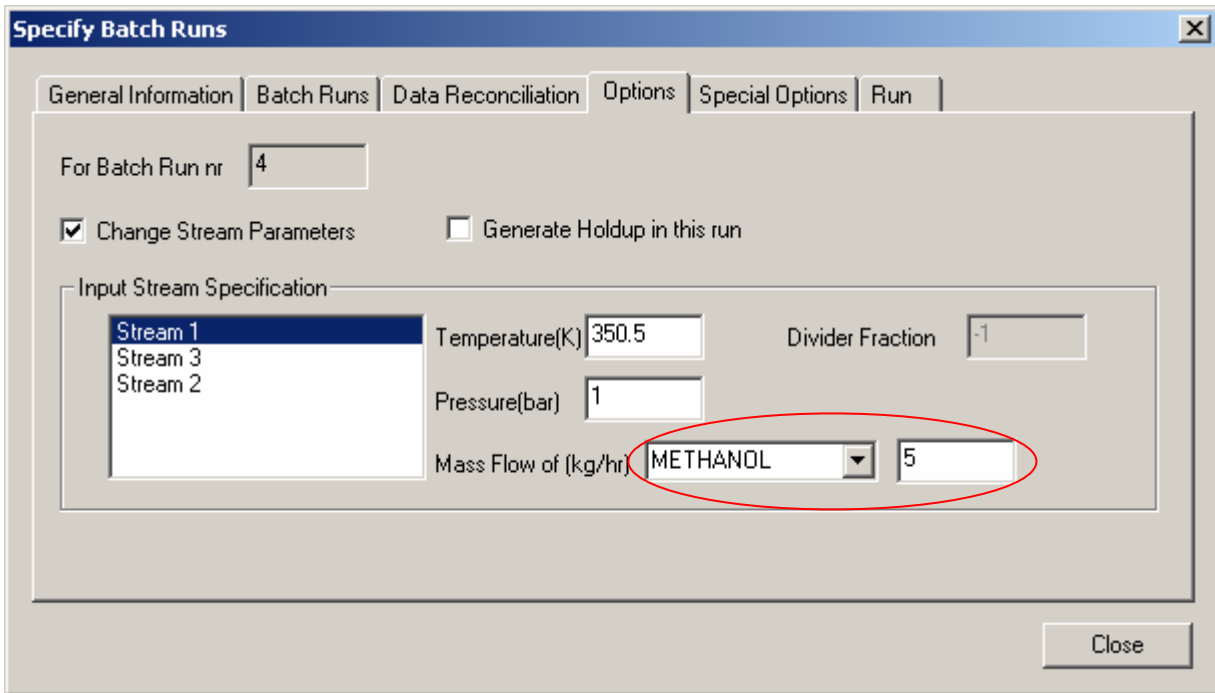 Specify Batch Runs
General Information Batch Runs Data Reconciliation Options Special Options Run
For Batch Run nr 4
Change Stream Parameters Generate Holdup in this run
Input Stream Specification
Stream 1
Stream 3
Stream 2
Temperature(K) 350.5 Divider Fraction -1
Pressure(bar) 1
Mass Flow of (kg/hr) METHANOL 5
Close